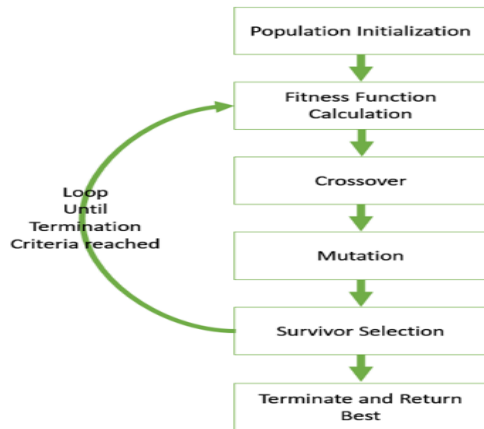 Population Initialization
Fitness Function
Calculation
Crossover
Loop
Until
Termination
Criteria reached
Mutation
Survivor Selection
Terminate and Return
Best